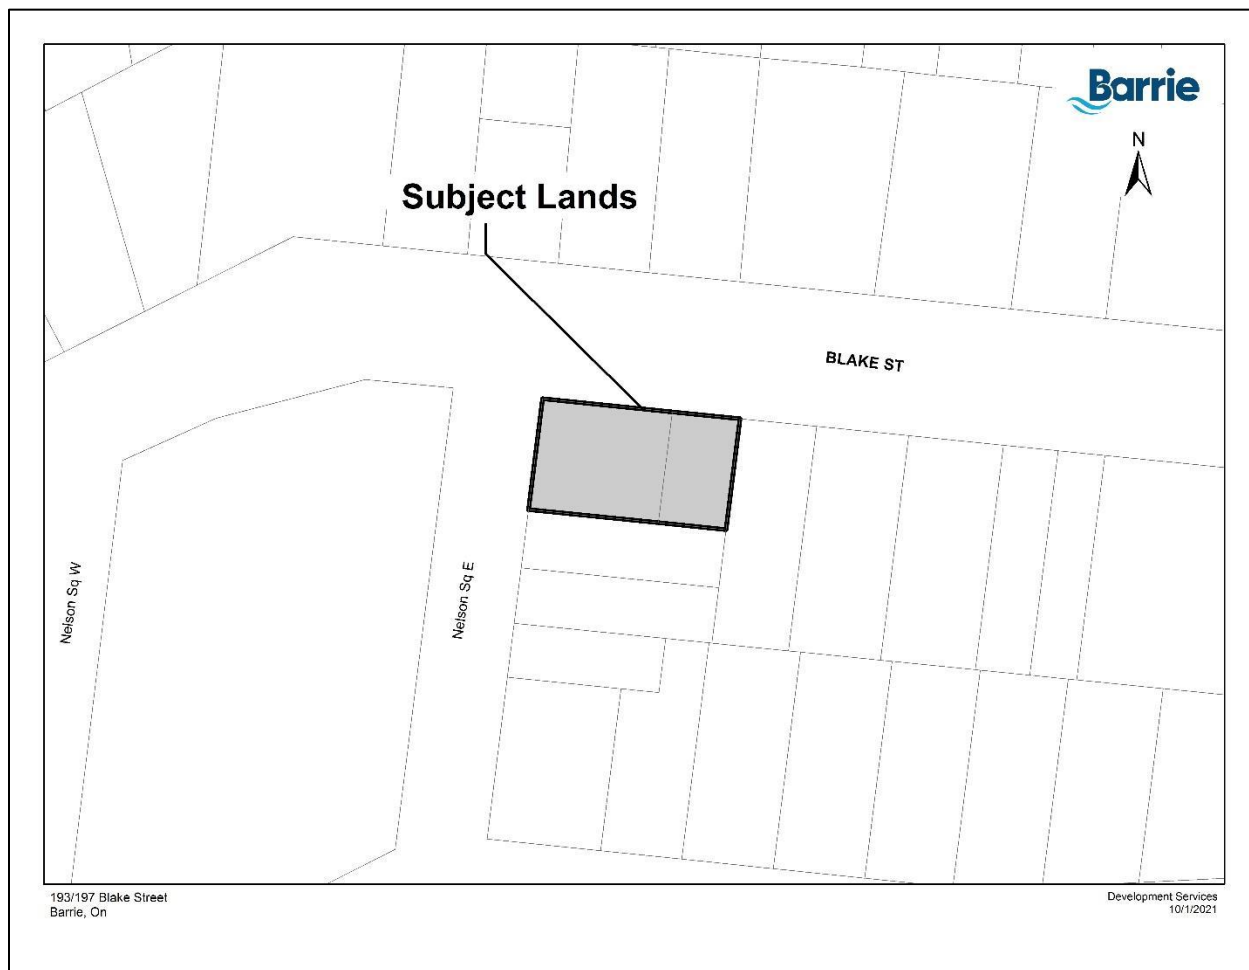 Barrie
N
Subject Lands
BLAKE ST
Nelson Sq W
Nelson Sq E
193/197 Blake Street
Barrie, On
Development Services
10/1/2021